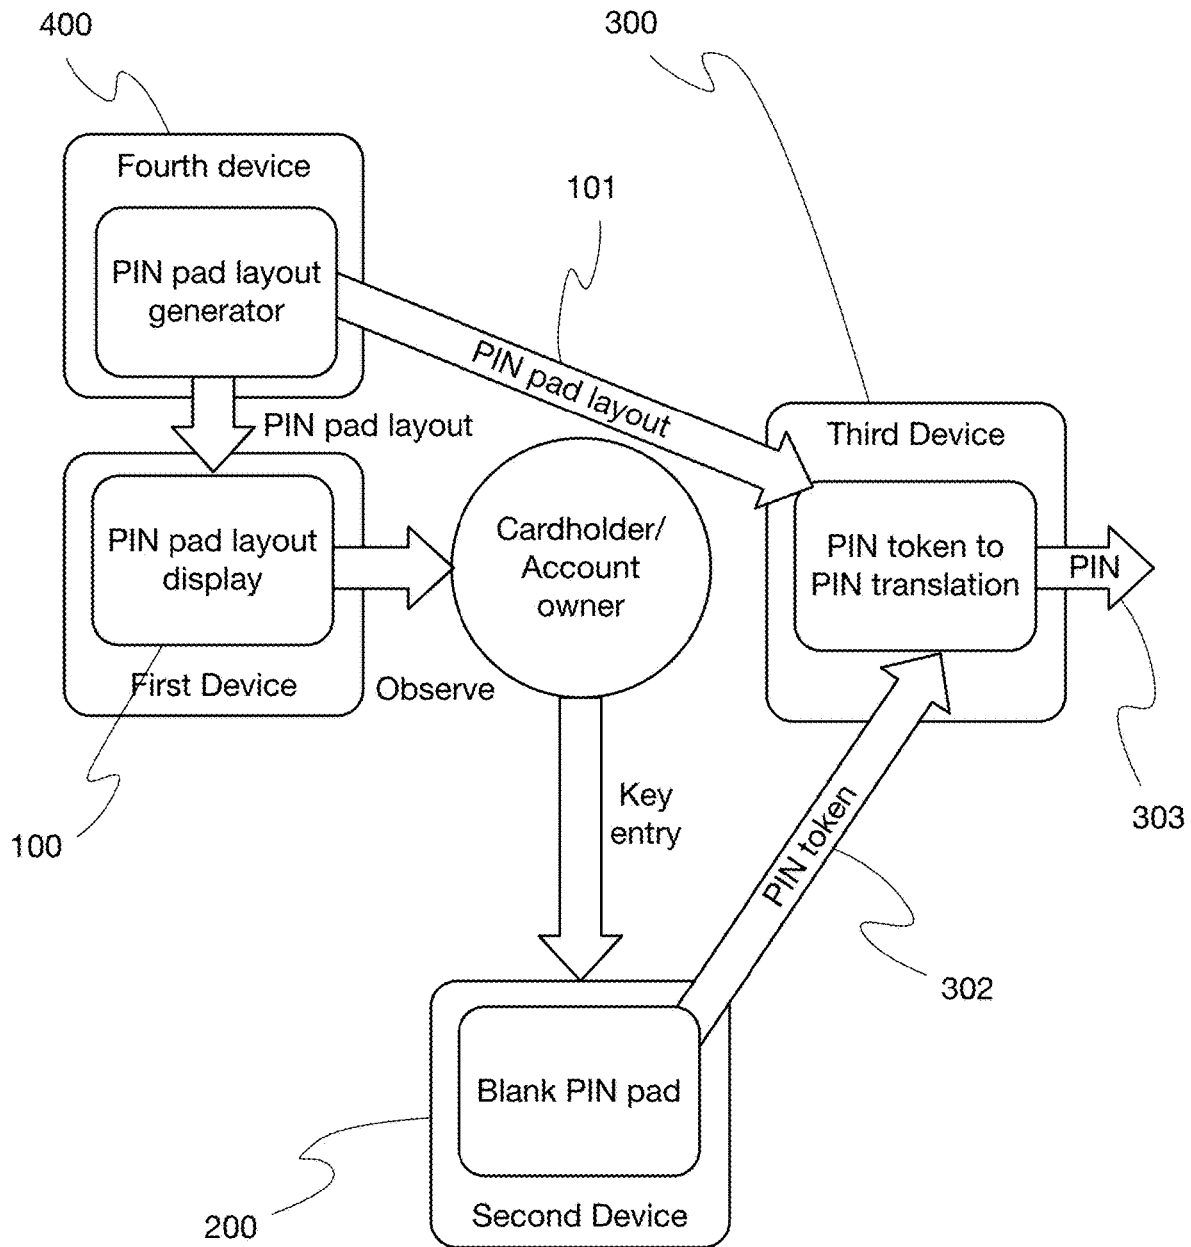 400
300
Fourth device
101
PIN pad layout
generator
PIN pad layout
PIN pad layout
Third Device
PIN pad layout
display
Cardholder/
Account
owner
PIN token to
PIN translation
PIN
First Device
Observe
Key
entry
303
100
PIN token
302
Blank PIN pad
200
Second Device